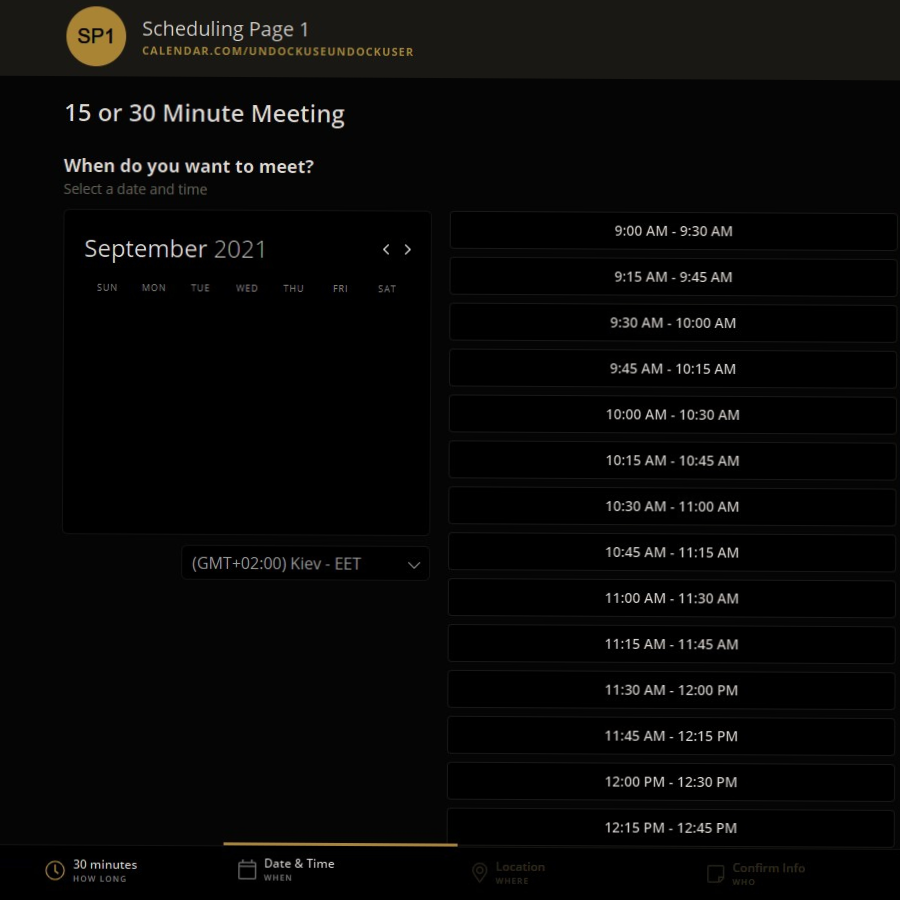 SP1
Scheduling Page 1
CALENDAR.COM/UNDOCKUSEUNDOCKUSER
15 or 30 Minute Meeting
When do you want to meet?
Select a date and time
September 2021
SUN MON TUE WED THU FRI SAT
(GMT+02:00) Kiev - EET
9:00 AM - 9:30 AM
9:15 AM - 9:45 AM
9:30 AM - 10:00 AM
9:45 AM - 10:15 AM
10:00 AM - 10:30 AM
10:15 AM - 10:45 AM
10:30 AM - 11:00 AM
10:45 AM - 11:15 AM
11:00 AM - 11:30 AM
11:15 AM - 11:45 AM
11:30 AM - 12:00 PM
11:45 AM - 12:15 PM
12:00 PM - 12:30 PM
12:15 PM - 12:45 PM
30 minutes
HOW LONG
Date & Time
WHEN
Location
WHERE
Confirm Info
WHO